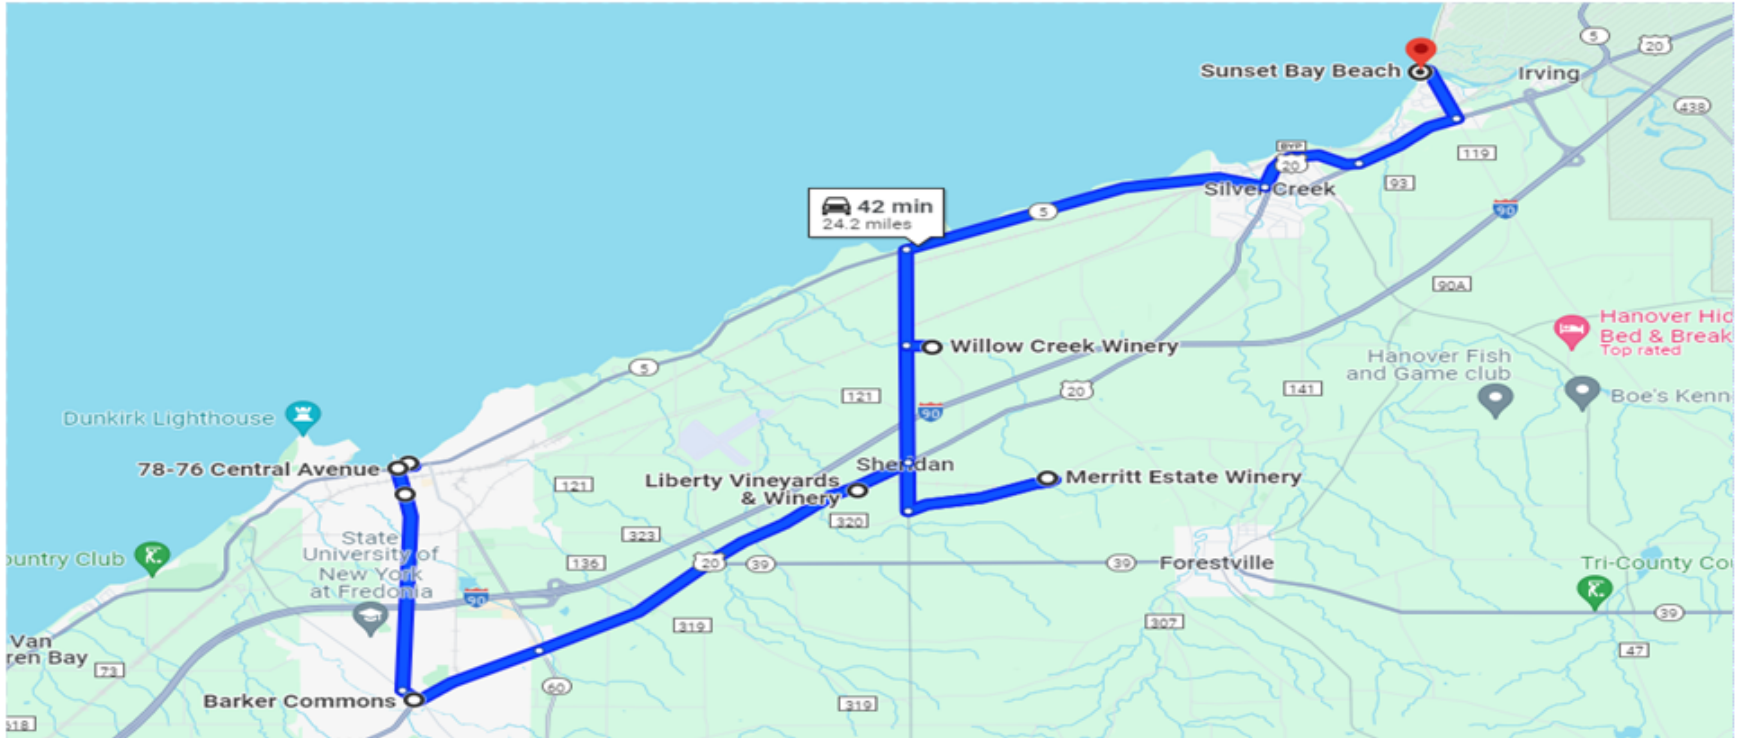 5
20
Sunset Bay Beach
Irving
438
BYP
20
119
93
Silver Creek
42 min
24.2 miles
5
90
90A
Willow Creek Winery
Hanover Hid
Bed & Break
Top rated
Hanover Fish
and Game club
5
121
20
141
Boe's Kenn
90
Dunkirk Lighthouse
78-76 Central Avenue
Sheridan
Liberty Vineyards
& Winery
Merritt Estate Winery
121
320
323
State
University of
New York
at Fredonia
ountry Club
136
20
39
39
Forestville
Tri-County Co
90
39
319
307
Van
ren Bay
73
47
60
Barker Commons
319
518